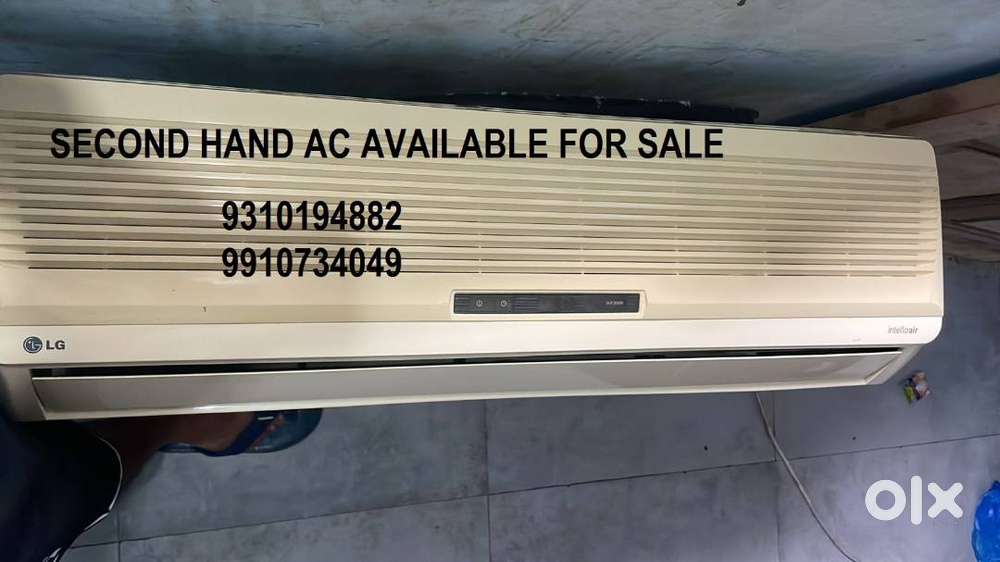 SECOND HAND AC AVAILABLE FOR SALE
9310194882
9910734049
LG
intelloair
olx